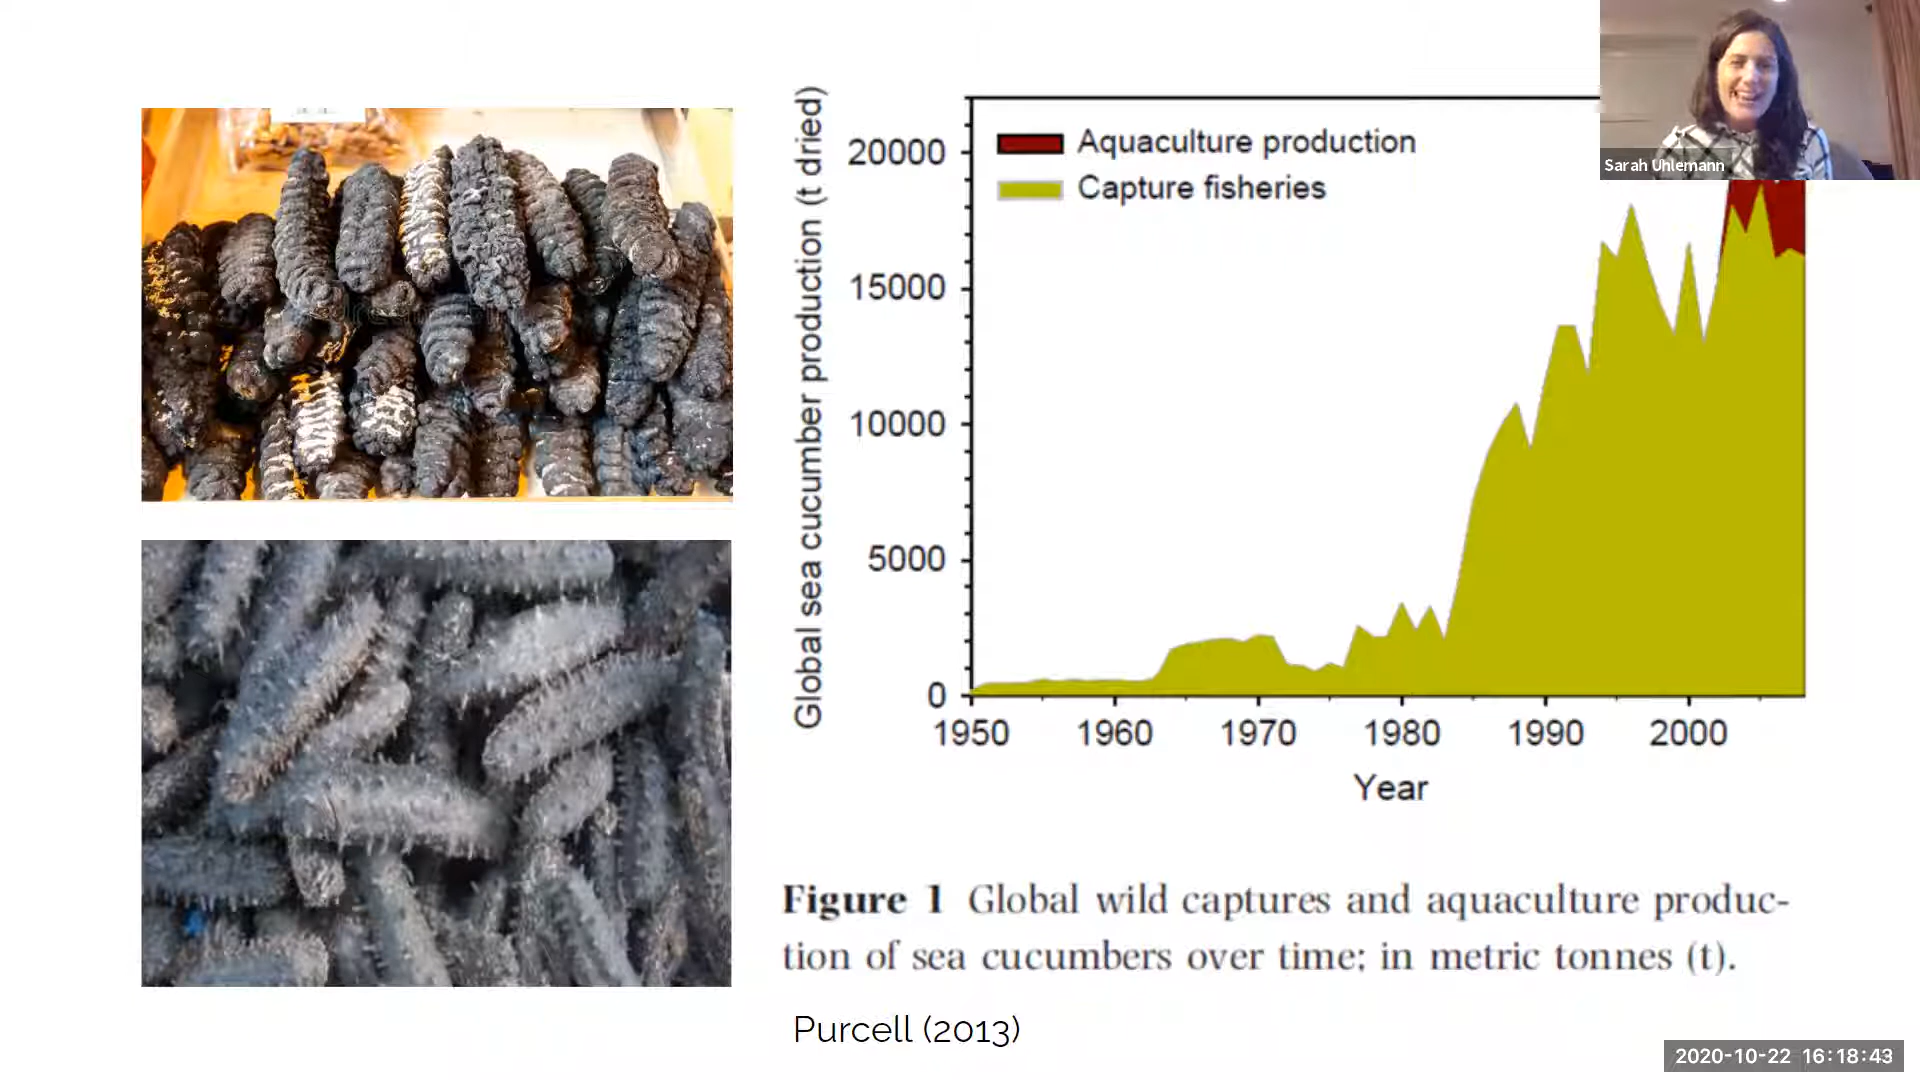 Sarah Uhlemann
Global sea cucumber production (t dried)
20000
15000
10000
5000
0
Aquaculture production
Capture fisheries
1950 1960 1970 1980 1990 2000
Year
Figure 1 Global wild captures and aquaculture produc-
tion of sea cucumbers over time; in metric tonnes (t).
Purcell (2013)
2020-10-22 16:18:43